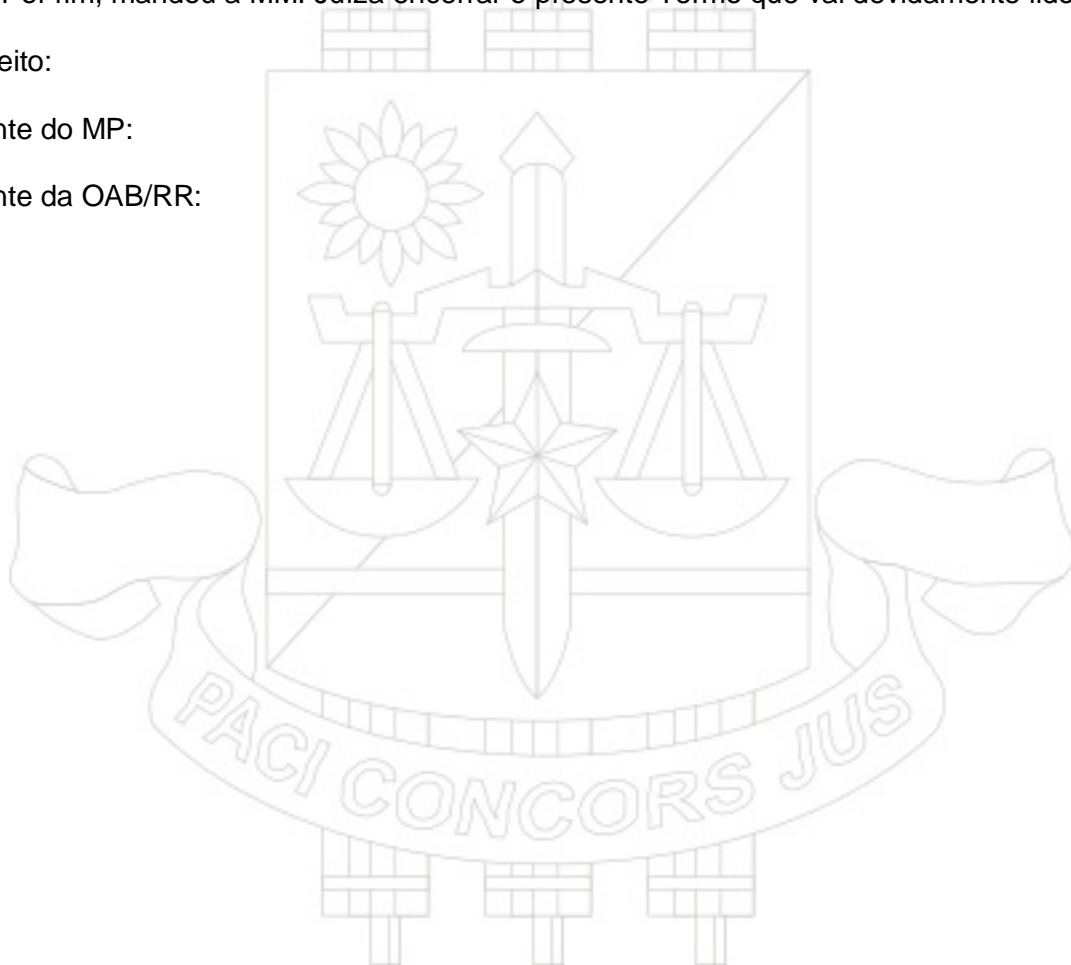 mandou a MM. Juíza encerrar o presente Termo que vai devidamente
eito:
nte do MP:
nte da OAB/RR:
PACI CONCORS JUS